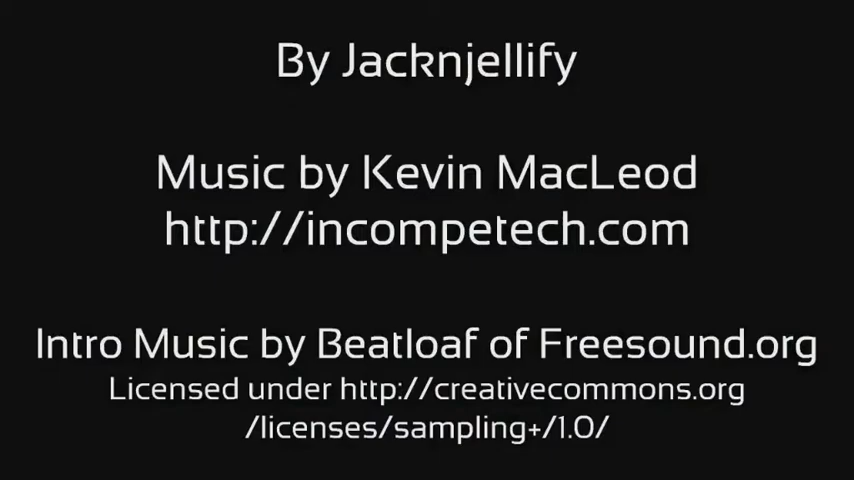 By Jacknjellify
Music by Kevin MacLeod
http://incompetech.com
Intro Music by Beatloaf of Freesound.org
Licensed under http://creativecommons.org
/licenses/sampling+/1.0/